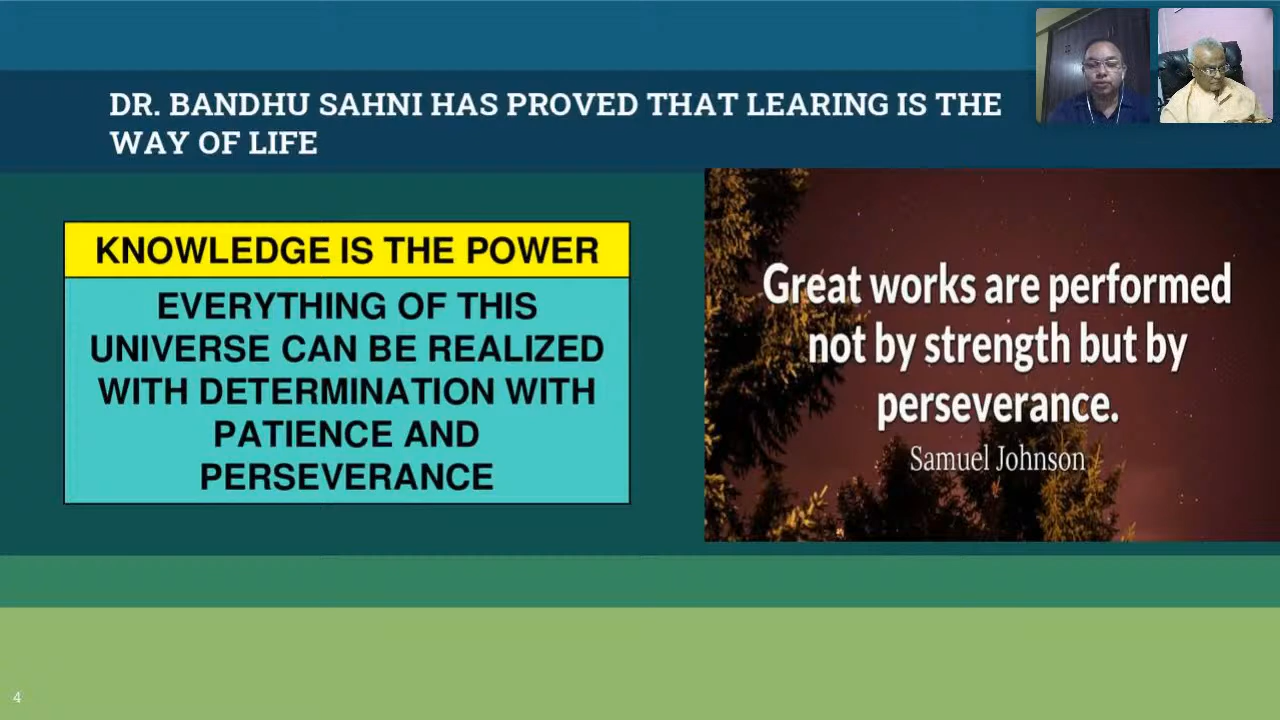 DR. BANDHU SAHNI HAS PROVED THAT LEARING IS THE
WAY OF LIFE
KNOWLEDGE IS THE POWER
EVERYTHING OF THIS
UNIVERSE CAN BE REALIZED
WITH DETERMINATION WITH
PATIENCE AND
PERSEVERANCE
Great works are performed
not by strength but by
perseverance.
Samuel Johnson
4